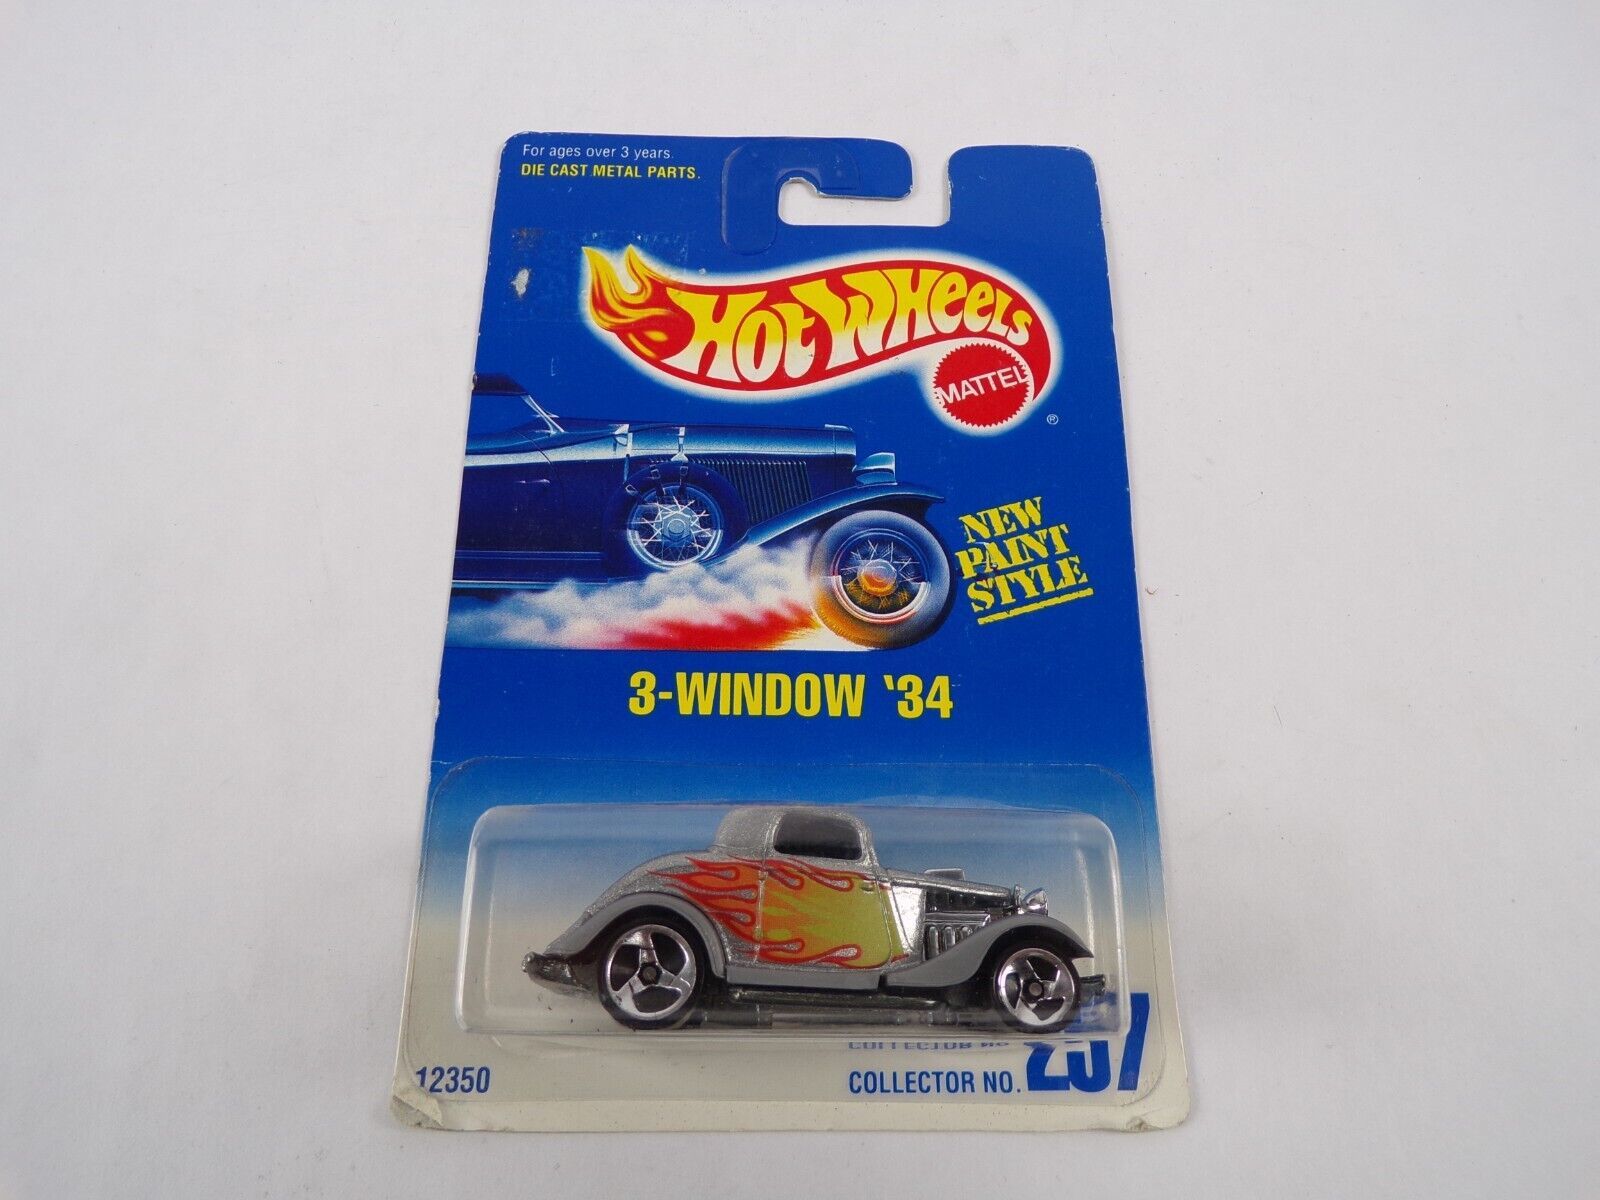 For ages over 3 years.
DIE CAST METAL PARTS.
HOT WHEELS
MATTEL
®
NEW
PAINT
STYLE
3-WINDOW '34
12350
COLLECTOR NO. 257